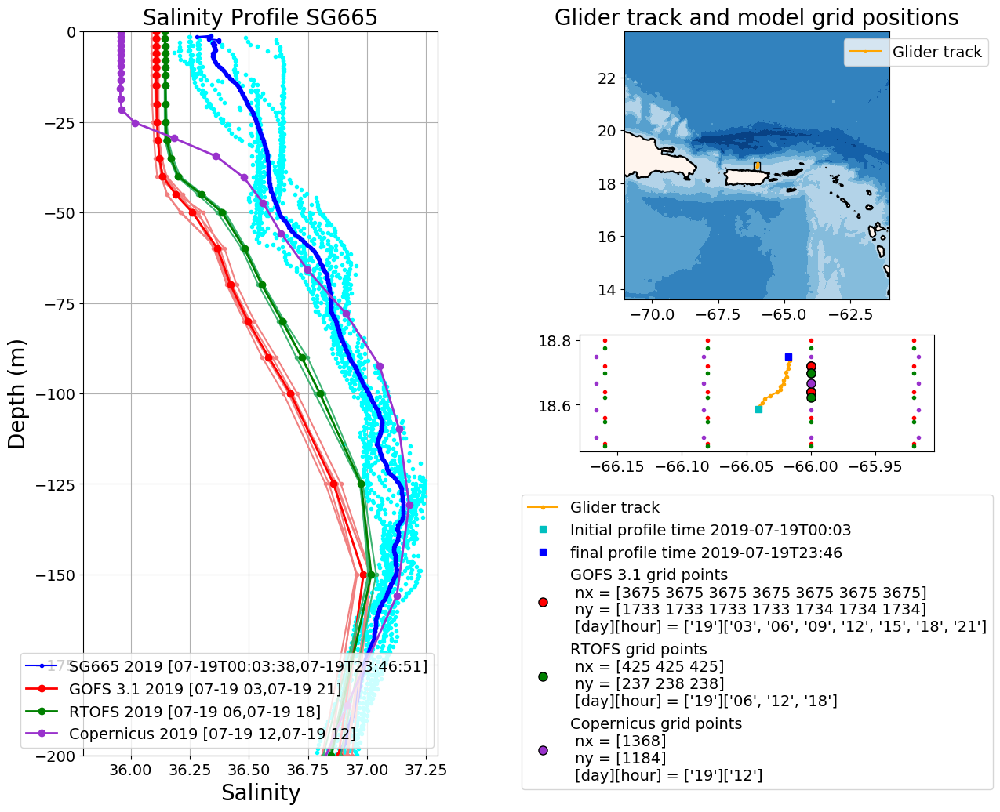 Salinity Profile SG665
0
−25
−50
−75
−100
−125
−150
−175
−200
Depth (m)
36.00 36.25 36.50 36.75 37.00 37.25
Salinity
SG665 2019 [07-19T00:03:38,07-19T23:46:51]
GOFS 3.1 2019 [07-19 03,07-19 21]
RTOFS 2019 [07-19 06,07-19 18]
Copernicus 2019 [07-19 12,07-19 12]
Glider track and model grid positions
Glider track
22
20
18
16
14
−70.0 −67.5 −65.0 −62.5
18.8
18.6
−66.15 −66.10 −66.05 −66.00 −65.95
Glider track
Initial profile time 2019-07-19T00:03
final profile time 2019-07-19T23:46
GOFS 3.1 grid points
nx = [3675 3675 3675 3675 3675 3675 3675]
ny = [1733 1733 1733 1733 1734 1734 1734]
[day][hour] = ['19']['03', '06', '09', '12', '15', '18', '21']
RTOFS grid points
nx = [425 425 425]
ny = [237 238 238]
[day][hour] = ['19']['06', '12', '18']
Copernicus grid points
nx = [1368]
ny = [1184]
[day][hour] = ['19']['12']